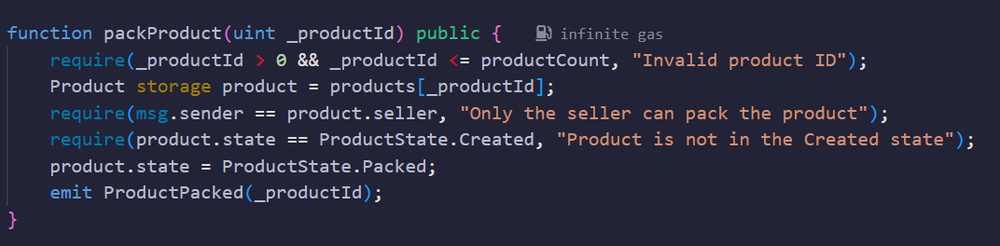 function packProduct(uint _productId) public { infinite gas
require(_productId > 0 && _productId <= productCount, "Invalid product ID");
Product storage product = products[_productId];
require(msg.sender == product.seller, "Only the seller can pack the product");
require(product.state == ProductState.Created, "Product is not in the Created state");
product.state = ProductState.Packed;
emit ProductPacked(_productId);
}